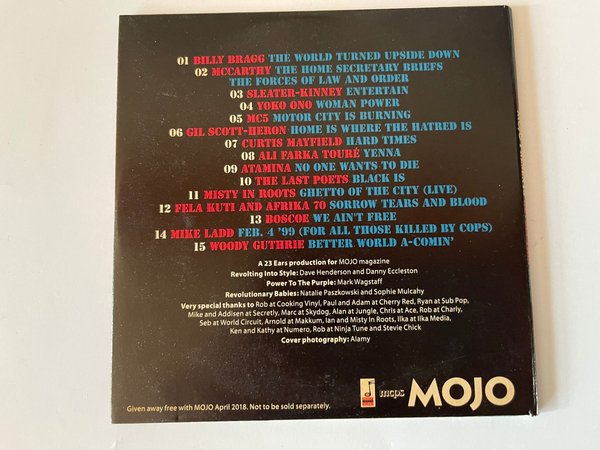 01 BILLY BRAGG THE WORLD TURNED UPSIDE DOWN
02 MCCARTHY THE HOME SECRETARY BRIEFS
THE FORCES OF LAW AND ORDER
03 SLEATER-KINNEY ENTERTAIN
04 YOKO ONO WOMAN POWER
05 MC5 MOTOR CITY IS BURNING
06 GIL SCOTT-HERON HOME IS WHERE THE HATRED IS
07 CURTIS MAYFIELD HARD TIMES
08 ALI FARKA TOURÉ YENNA
09 ATAMINA NO ONE WANTS TO DIE
10 THE LAST POETS BLACK IS
11 MISTY IN ROOTS GHETTO OF THE CITY (LIVE)
12 FELA KUTI AND AFRIKA 70 SORROW TEARS AND BLOOD
13 BOSCOE WE AIN'T FREE
14 MIKE LADD FEB. 4 '99 (FOR ALL THOSE KILLED BY COPS)
15 WOODY GUTHRIE BETTER WORLD A-COMIN'
A 23 Ears production for MOJO magazine
Revolting Into Style: Dave Henderson and Danny Eccleston
Power To The Purple: Mark Wagstaff
Revolutionary Babies: Natalie Paszkowski and Sophie Mulcahy
Very special thanks to Rob at Cooking Vinyl, Paul and Adam at Cherry Red, Ryan at Sub Pop,
Mike and Addisen at Secretly, Marc at Skydog, Alan at Jungle, Chris at Ace, Rob at Charly,
Seb at World Circuit, Arnold at Makkum, Ian and Misty In Roots, Ilka at Ilka Media,
Ken and Kathy at Numero, Rob at Ninja Tune and Stevie Chick
Cover photography: Alamy
mcps MOJO
Given away free with MOJO April 2018. Not to be sold separately.